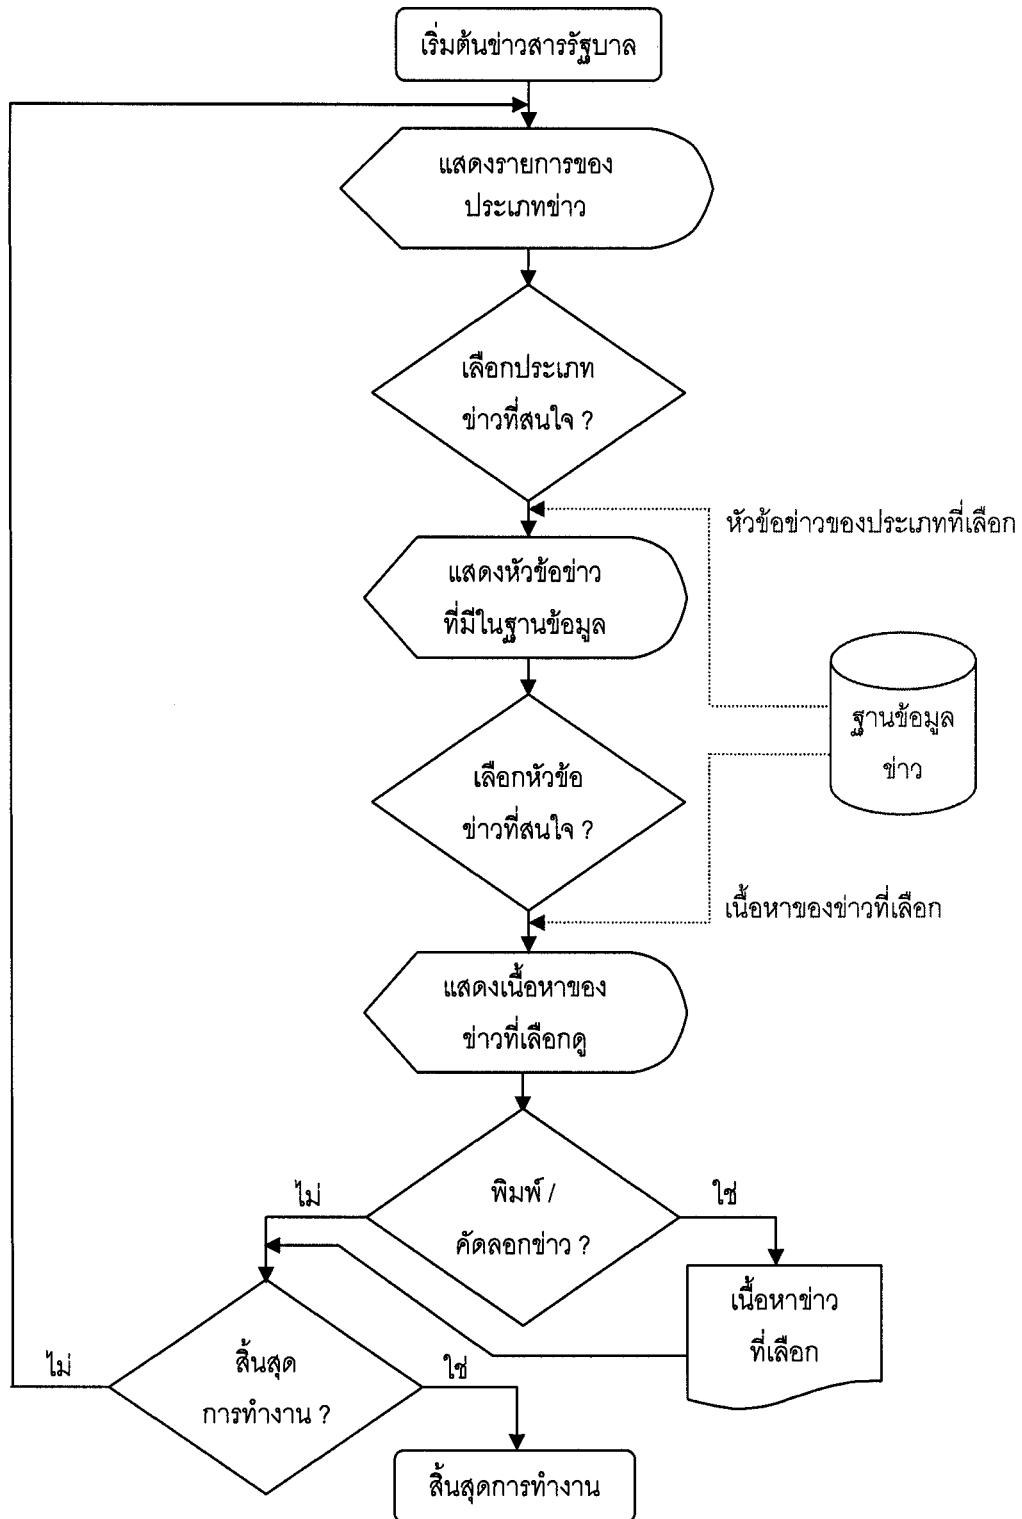 เริ่มต้นข่าวสารรัฐบาล
แสดงรายการของ
ประเภทข่าว
เลือกประเภท
ข่าวที่สนใจ ?
หัวข้อข่าวของประเภทที่เลือก
แสดงหัวข้อข่าว
ที่มีในฐานข้อมูล
ฐานข้อมูล
ข่าว
เลือกหัวข้อ
ข่าวที่สนใจ ?
เนื้อหาของข่าวที่เลือก
แสดงเนื้อหาของ
ข่าวที่เลือกดู
ไม่
พิมพ์ /
คัดลอกข่าว ?
ใช่
เนื้อหาข่าว
ที่เลือก
ไม่
สิ้นสุด
การทำงาน ?
ใช่
สิ้นสุดการทำงาน